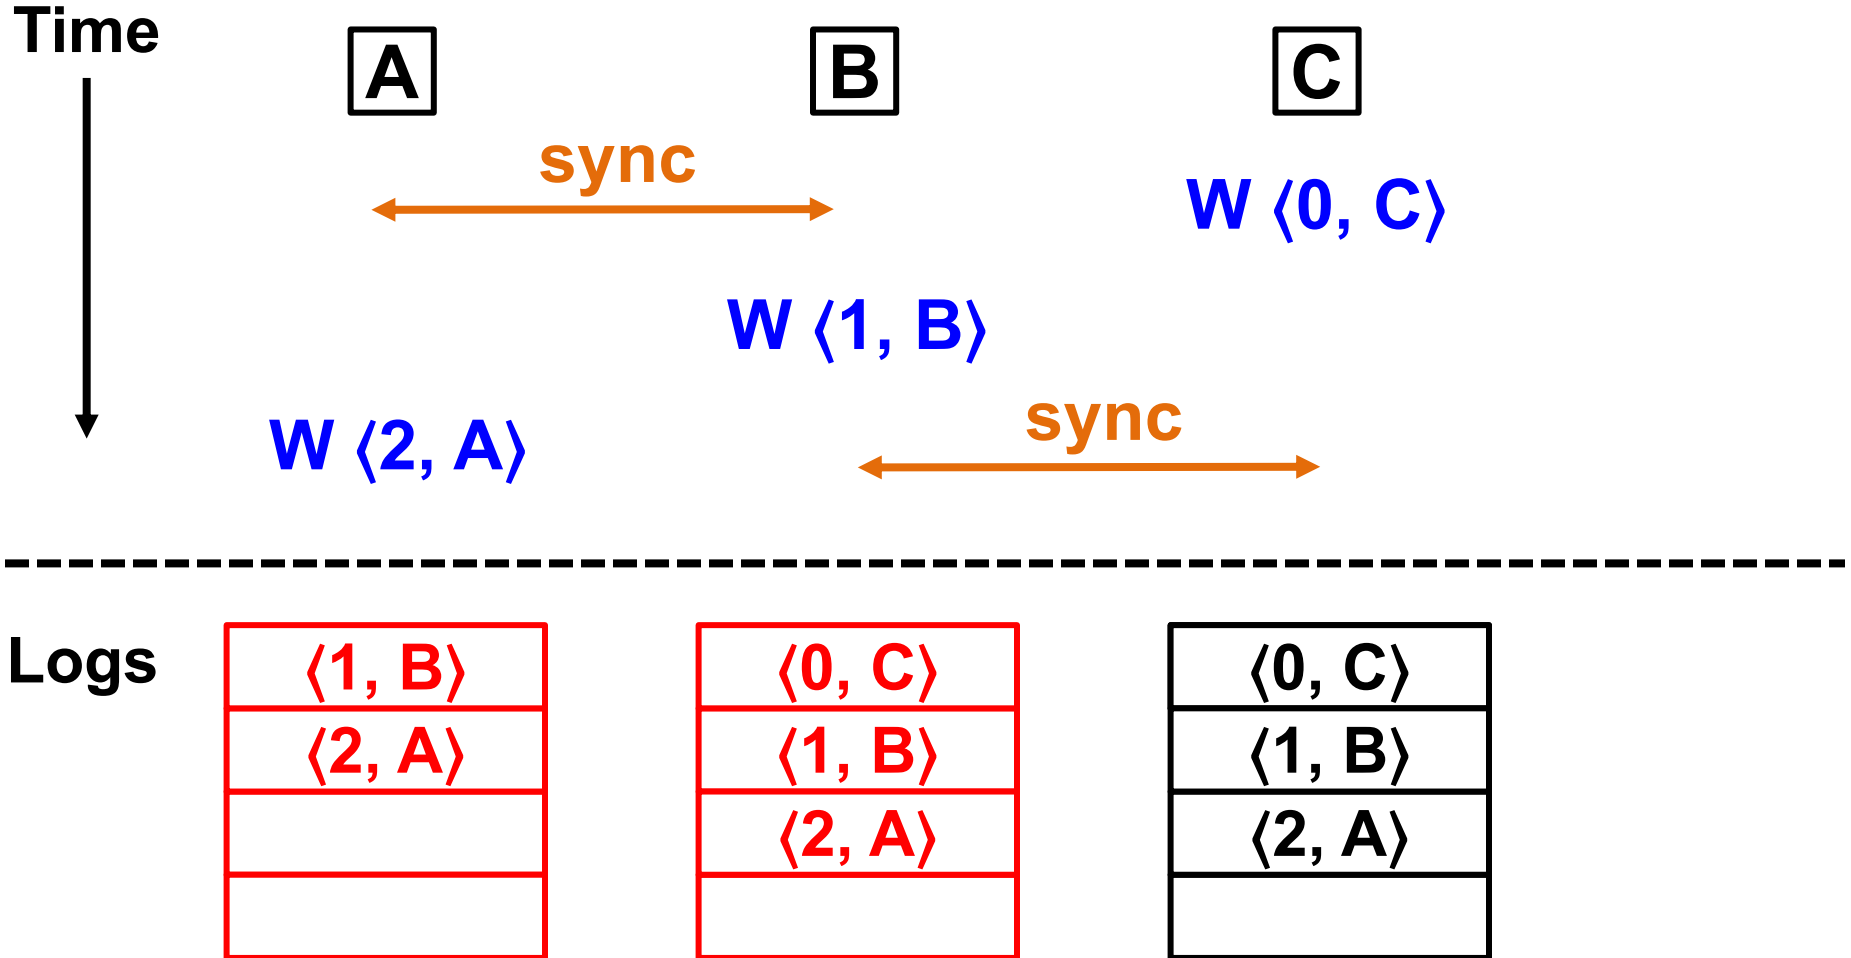 Time A B C
sync
W ⟨0, C⟩
W ⟨1, B⟩
sync
W ⟨2, A⟩
Logs ⟨1, B⟩ ⟨0, C⟩ ⟨0, C⟩
⟨2, A⟩ ⟨1, B⟩ ⟨1, B⟩
⟨2, A⟩ ⟨2, A⟩